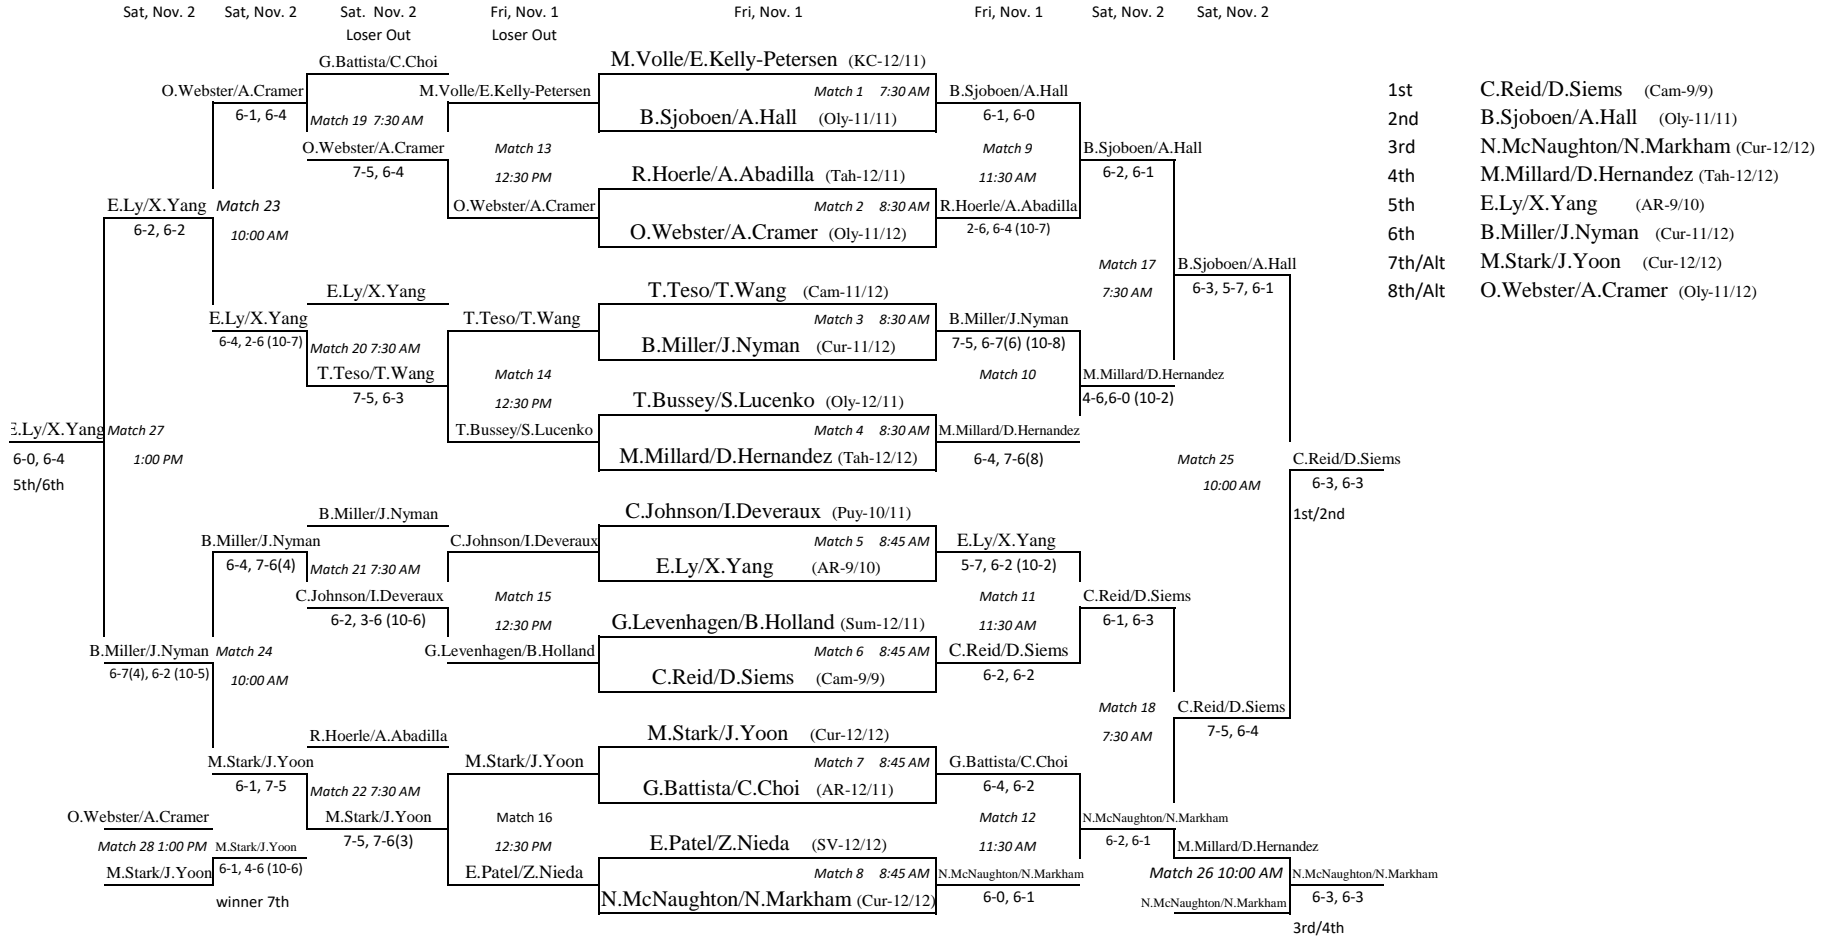 Sat, Nov. 2 Sat, Nov. 2 Sat. Nov. 2 Fri, Nov. 1 Fri, Nov. 1 Fri, Nov. 1 Sat, Nov. 2 Sat, Nov. 2
Loser Out Loser Out
G.Battista/C.Choi M.Volle/E.Kelly-Petersen (KC-12/11)
O.Webster/A.Cramer M.Volle/E.Kelly-Petersen Match 1 7:30 AM B.Sjoboen/A.Hall 1st C.Reid/D.Siems (Cam-9/9)
6-1, 6-4 Match 19 7:30 AM B.Sjoboen/A.Hall (Oly-11/11) 6-1, 6-0 2nd B.Sjoboen/A.Hall (Oly-11/11)
O.Webster/A.Cramer Match 13 Match 9 B.Sjoboen/A.Hall 3rd N.McNaughton/N.Markham (Cur-12/12)
7-5, 6-4 12:30 PM R.Hoerle/A.Abadilla (Tah-12/11) 11:30 AM 6-2, 6-1 4th M.Millard/D.Hernandez (Tah-12/12)
E.Ly/X.Yang Match 23 O.Webster/A.Cramer Match 2 8:30 AM R.Hoerle/A.Abadilla 5th E.Ly/X.Yang (AR-9/10)
6-2, 6-2 10:00 AM O.Webster/A.Cramer (Oly-11/12) 2-6, 6-4 (10-7) 6th B.Miller/J.Nyman (Cur-11/12)
Match 17 B.Sjoboen/A.Hall 7th/Alt M.Stark/J.Yoon (Cur-12/12)
E.Ly/X.Yang T.Teso/T.Wang (Cam-11/12) 7:30 AM 6-3, 5-7, 6-1 8th/Alt O.Webster/A.Cramer (Oly-11/12)
E.Ly/X.Yang T.Teso/T.Wang Match 3 8:30 AM B.Miller/J.Nyman
6-4, 2-6 (10-7) Match 20 7:30 AM B.Miller/J.Nyman (Cur-11/12) 7-5, 6-7(6) (10-8)
T.Teso/T.Wang Match 14 Match 10 M.Millard/D.Hernandez
7-5, 6-3 12:30 PM T.Bussey/S.Lucenko (Oly-12/11) 4-6,6-0 (10-2)
E.Ly/X.Yang Match 27 T.Bussey/S.Lucenko Match 4 8:30 AM M.Millard/D.Hernandez
6-0, 6-4 1:00 PM M.Millard/D.Hernandez (Tah-12/12) 6-4, 7-6(8) Match 25 C.Reid/D.Siems
5th/6th 10:00 AM 6-3, 6-3
B.Miller/J.Nyman C.Johnson/I.Deveraux (Puy-10/11) 1st/2nd
B.Miller/J.Nyman C.Johnson/I.Deveraux Match 5 8:45 AM E.Ly/X.Yang
6-4, 7-6(4) Match 21 7:30 AM E.Ly/X.Yang (AR-9/10) 5-7, 6-2 (10-2)
C.Johnson/I.Deveraux Match 15 Match 11 C.Reid/D.Siems
6-2, 3-6 (10-6) 12:30 PM G.Levenhagen/B.Holland (Sum-12/11) 11:30 AM 6-1, 6-3
B.Miller/J.Nyman Match 24 G.Levenhagen/B.Holland Match 6 8:45 AM C.Reid/D.Siems
6-7(4), 6-2 (10-5) 10:00 AM C.Reid/D.Siems (Cam-9/9) 6-2, 6-2
Match 18 C.Reid/D.Siems
R.Hoerle/A.Abadilla M.Stark/J.Yoon (Cur-12/12) 7:30 AM 7-5, 6-4
M.Stark/J.Yoon M.Stark/J.Yoon Match 7 8:45 AM G.Battista/C.Choi
6-1, 7-5 Match 22 7:30 AM G.Battista/C.Choi (AR-12/11) 6-4, 6-2
O.Webster/A.Cramer M.Stark/J.Yoon Match 16 Match 12 N.McNaughton/N.Markham
Match 28 1:00 PM M.Stark/J.Yoon 7-5, 7-6(3) 12:30 PM E.Patel/Z.Nieda (SV-12/12) 11:30 AM 6-2, 6-1 M.Millard/D.Hernandez
M.Stark/J.Yoon 6-1, 4-6 (10-6) E.Patel/Z.Nieda Match 8 8:45 AM N.McNaughton/N.Markham Match 26 10:00 AM N.McNaughton/N.Markham
winner 7th N.McNaughton/N.Markham (Cur-12/12) 6-0, 6-1 N.McNaughton/N.Markham 6-3, 6-3
3rd/4th